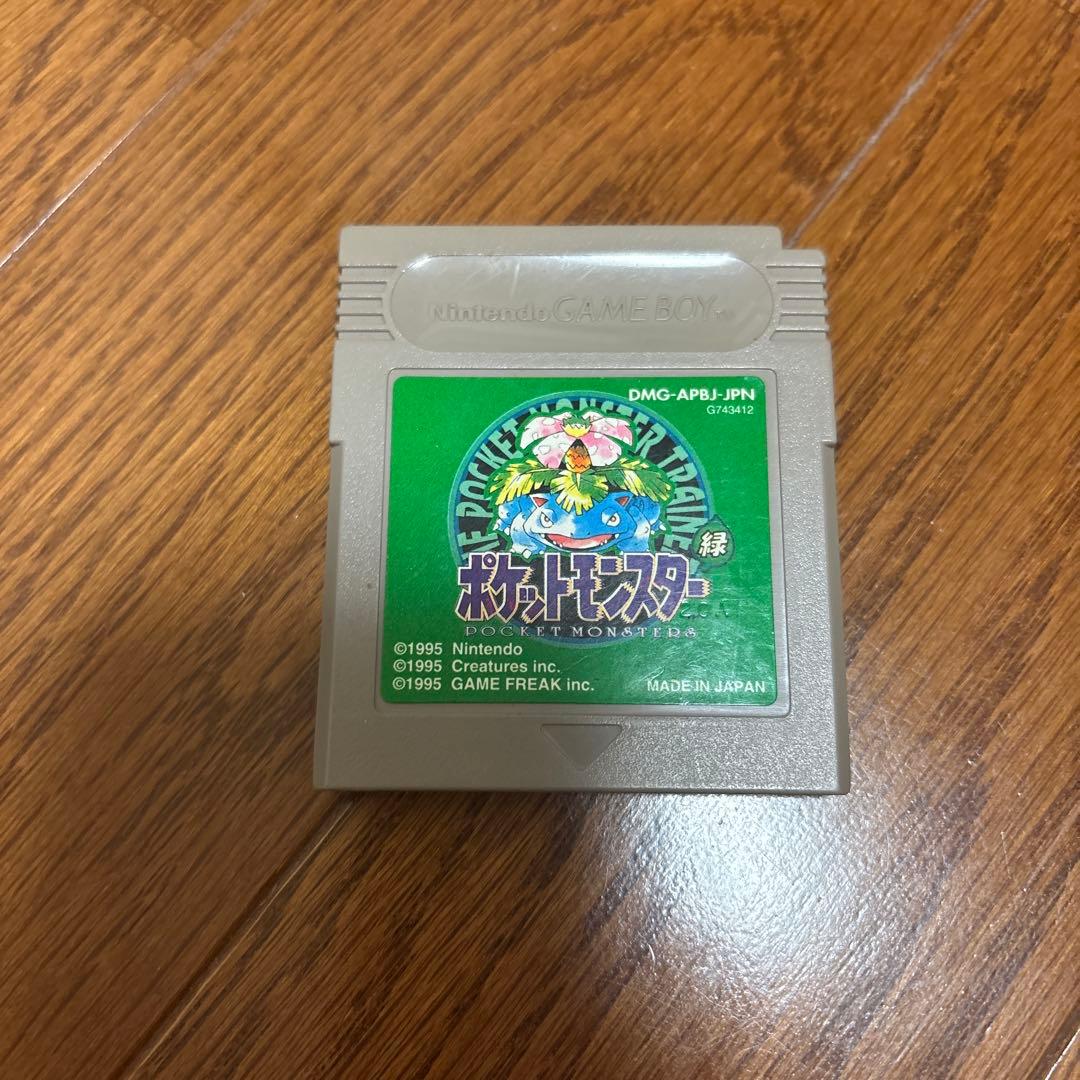 Nintendo GAME BOY TM
DMG-APBJ-JPN
G743412
THE POCKET MONSTER TRAINER
緑
ポケットモンスター
POCKET MONSTERS
©1995 Nintendo
©1995 Creatures inc.
©1995 GAME FREAK inc.
MADE IN JAPAN